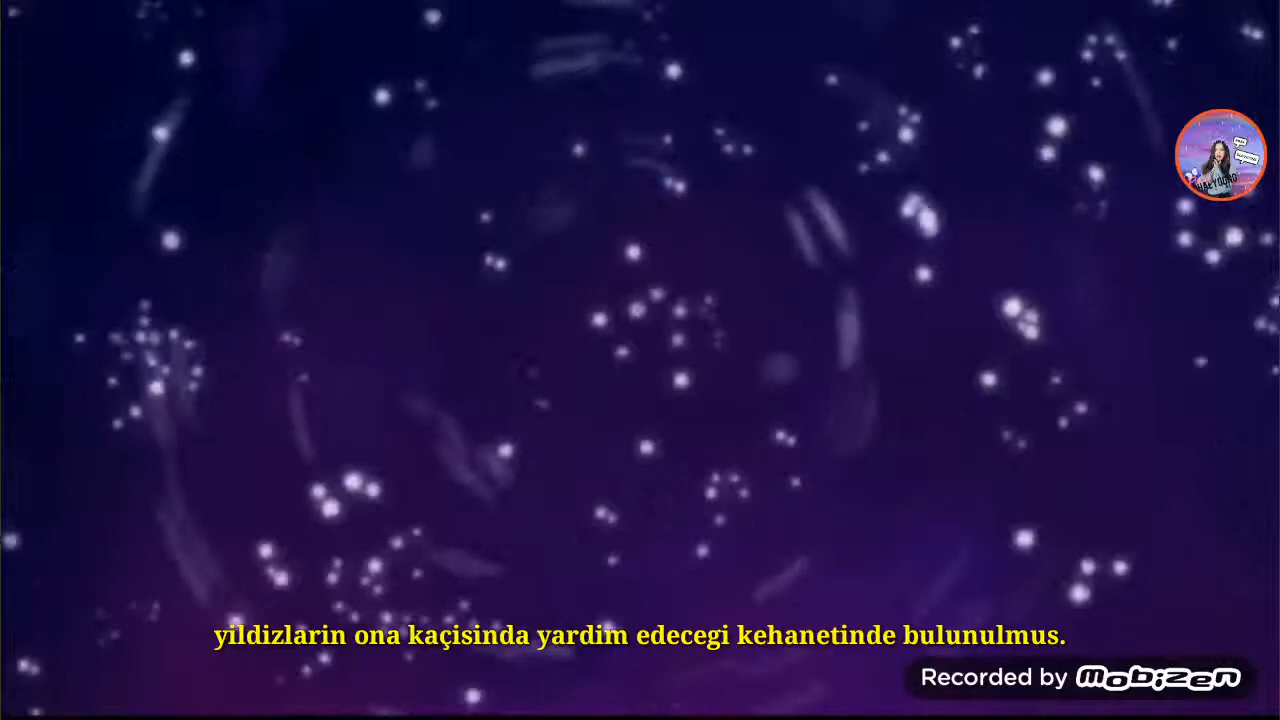 yildizlarin ona kaçisinda yardim edecegi kehanetinde bulunulmus.
Recorded by mobizen